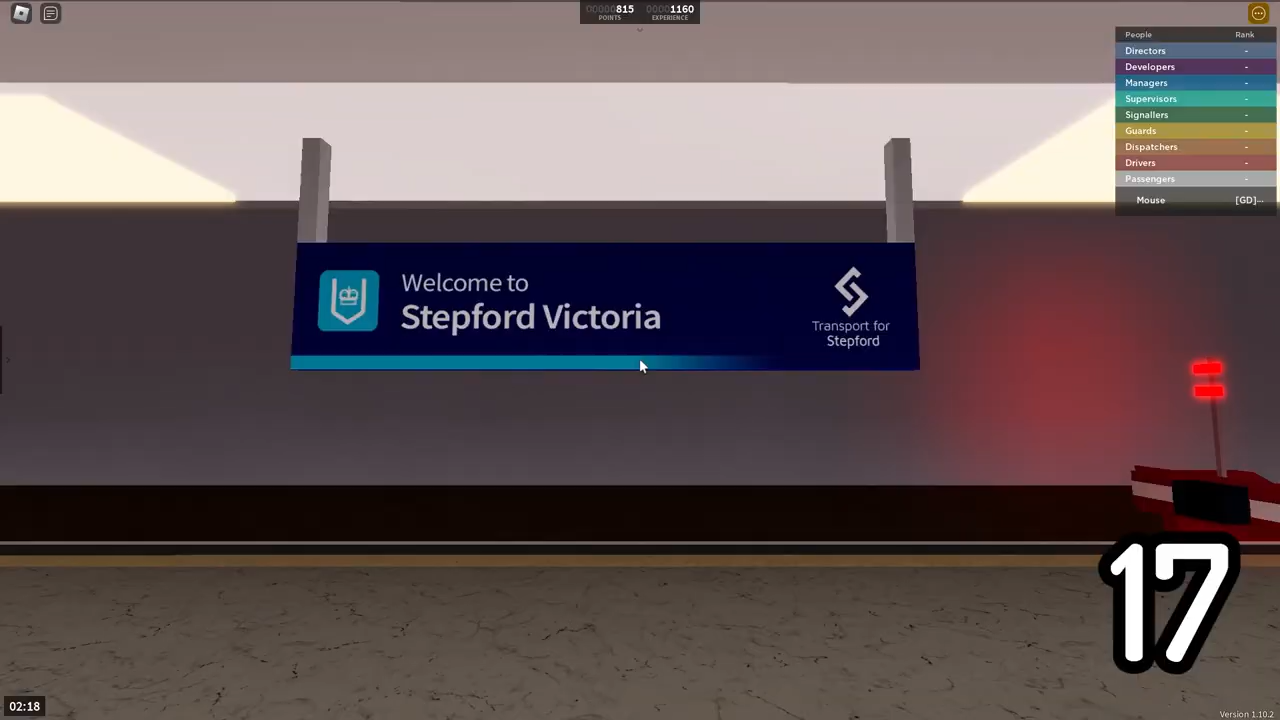 00000815
POINTS
00001160
EXPERIENCE
People Rank
Directors -
Developers -
Managers -
Supervisors -
Signallers -
Guards -
Dispatchers -
Drivers -
Passengers -
Mouse [GD]...
Welcome to
Stepford Victoria
Transport for
Stepford
17
02:18
Version 1.10.2